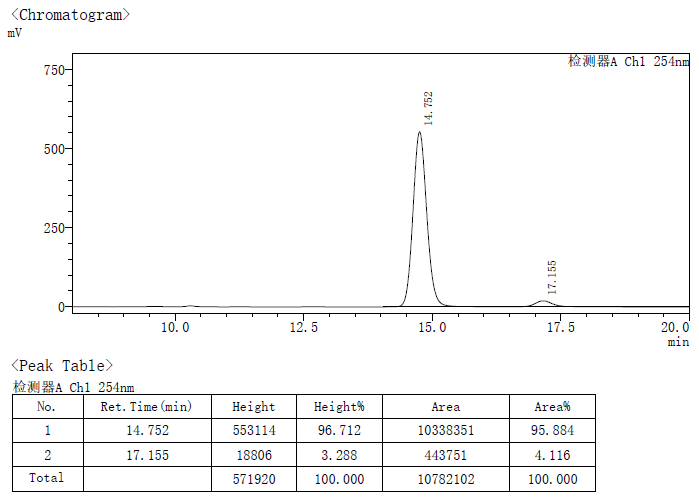 <Chromatogram>
mV
检测器A Ch1 254nm
750
500
250
0
14.752
17.155
10.0 12.5 15.0 17.5 20.0
min
<Peak Table>
检测器A Ch1 254nm
No. Ret.Time(min) Height Height% Area Area%
1 14.752 553114 96.712 10338351 95.884
2 17.155 18806 3.288 443751 4.116
Total 571920 100.000 10782102 100.000